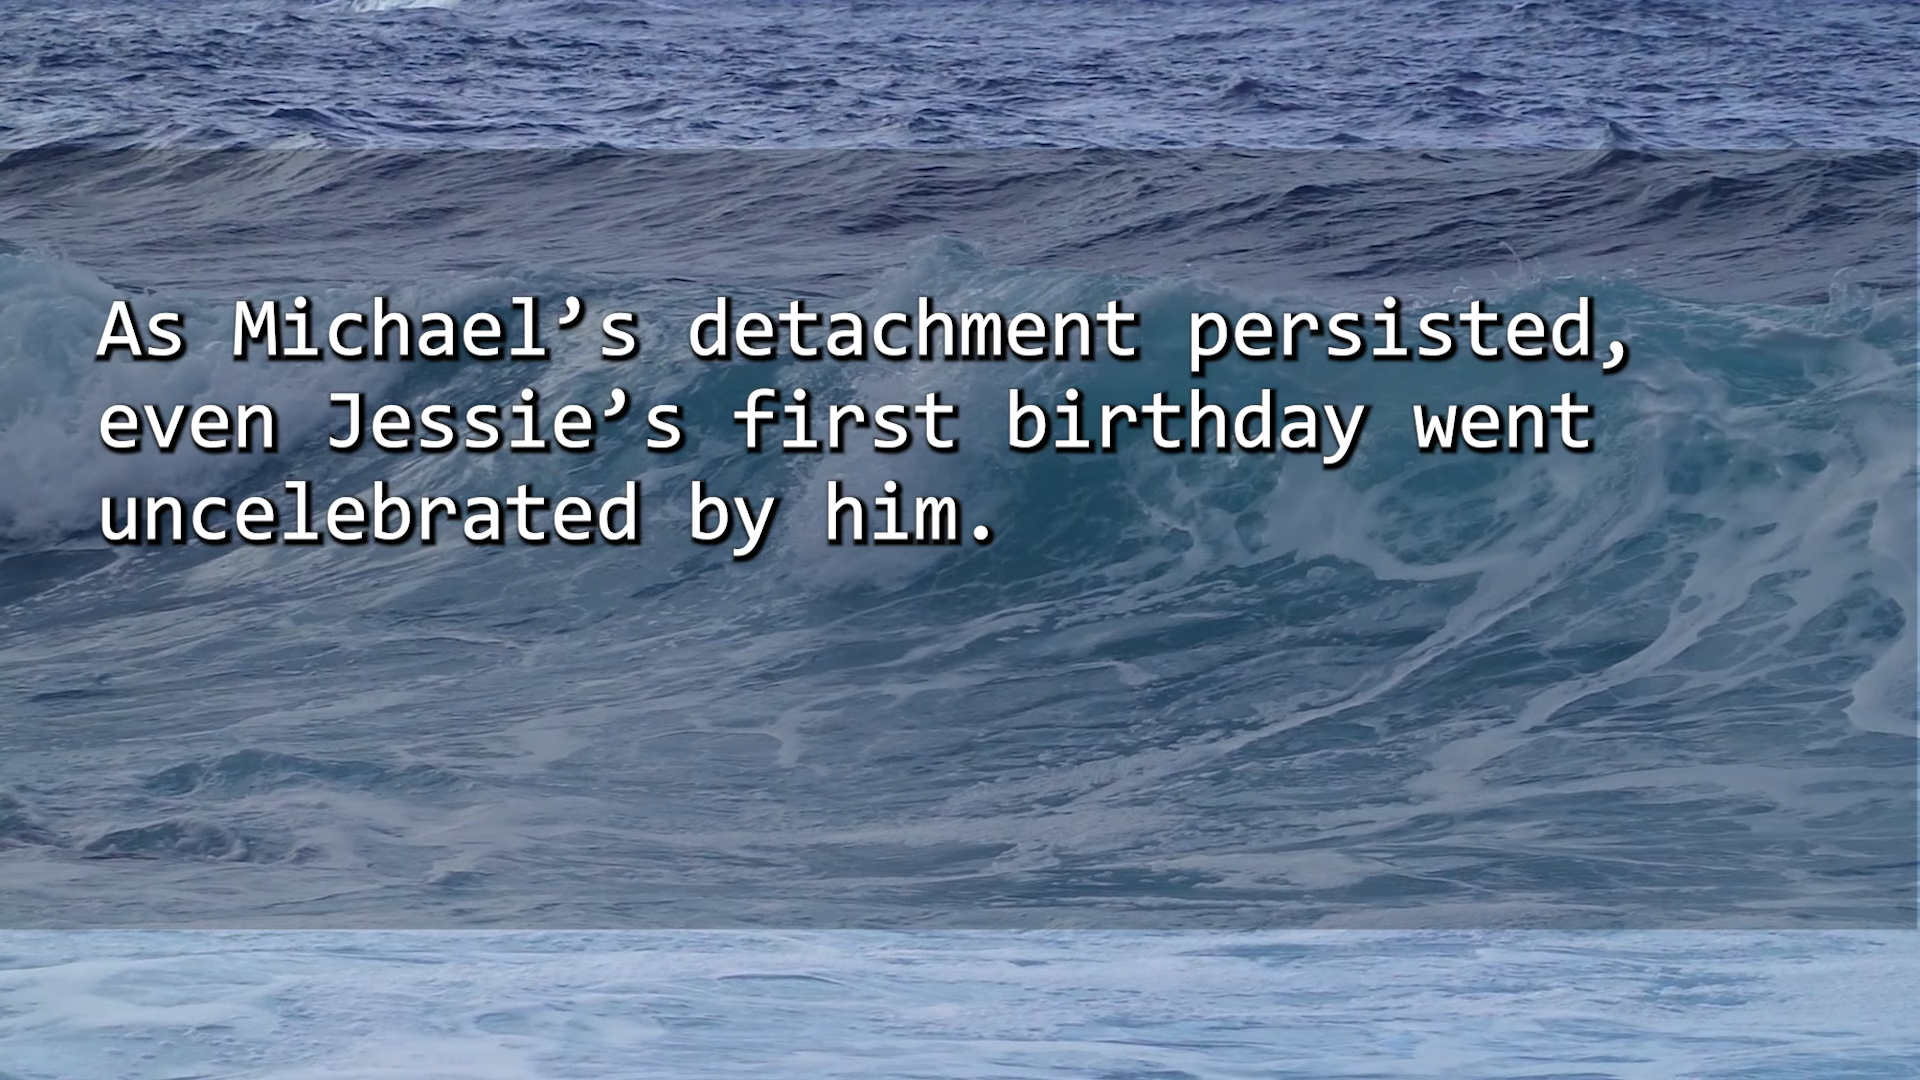 As Michael’s detachment persisted,
even Jessie’s first birthday went
uncelebrated by him.